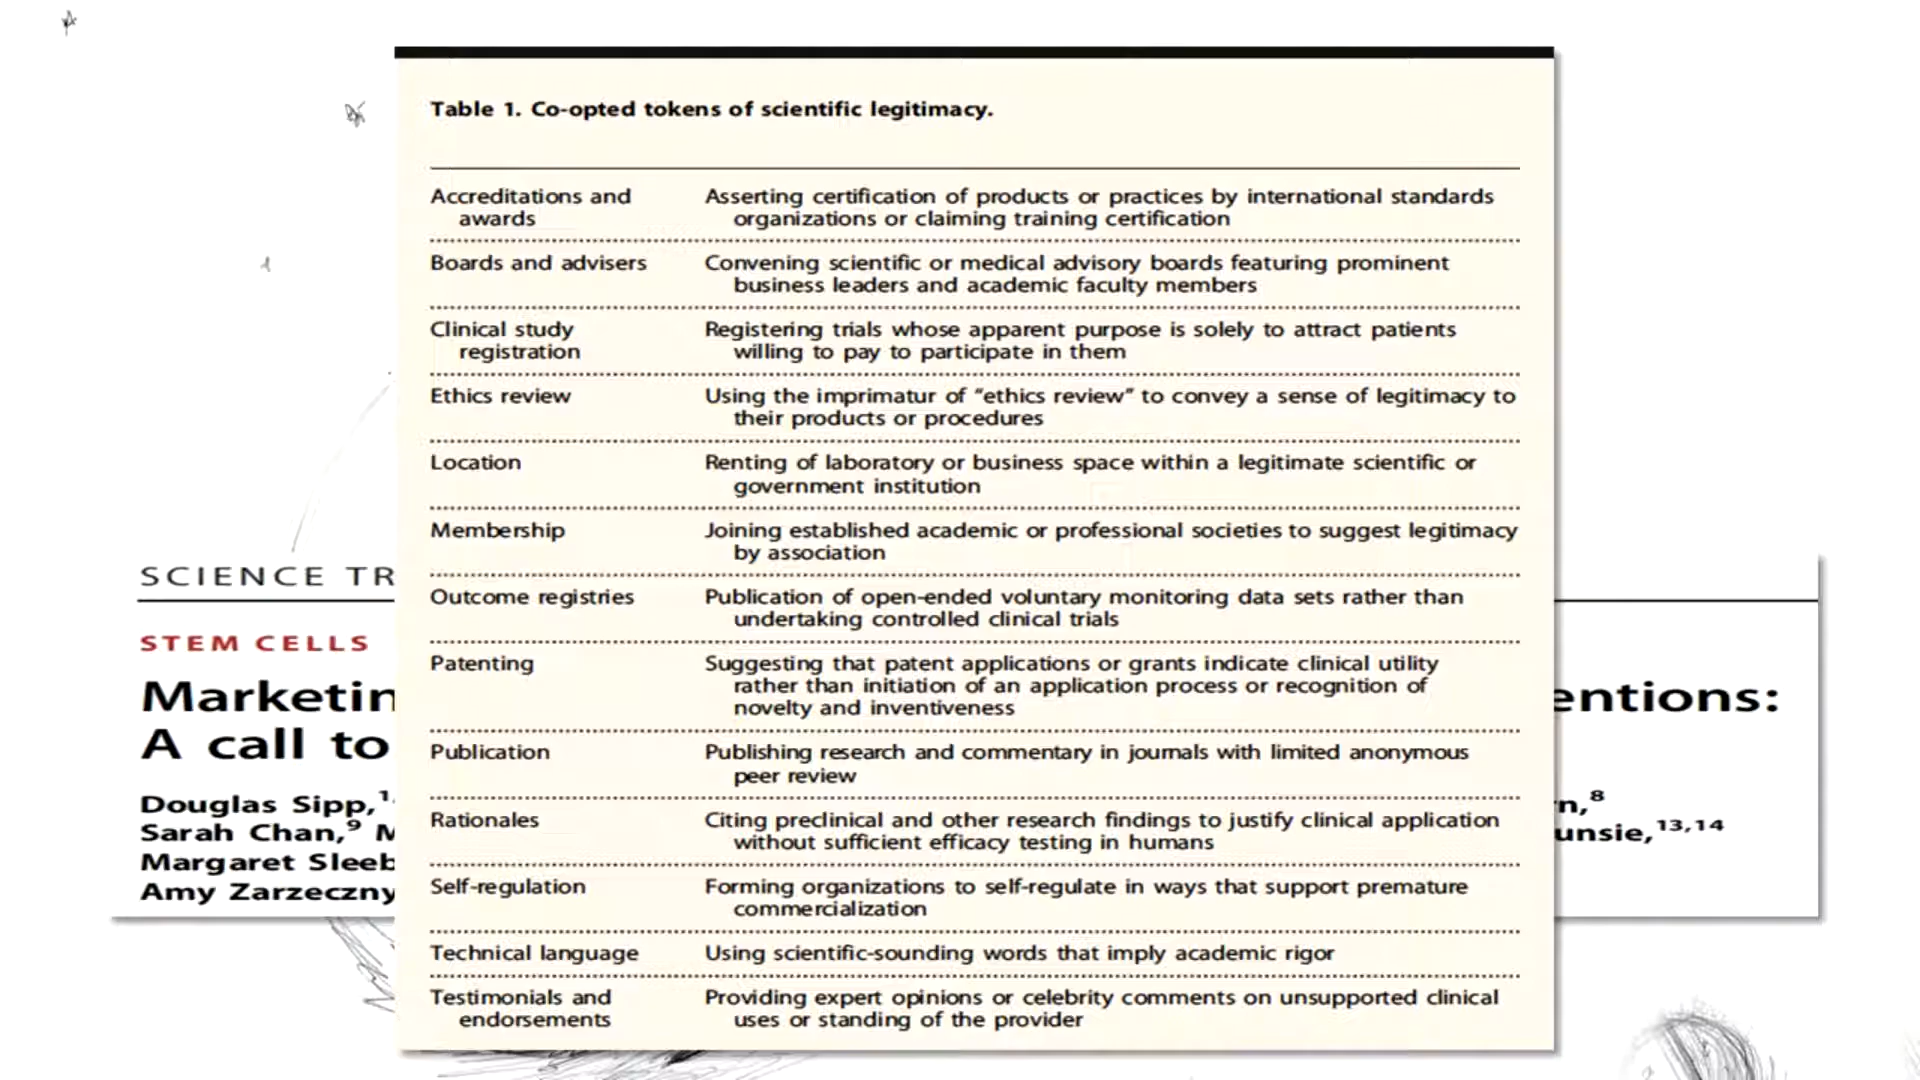 Table 1. Co-opted tokens of scientific legitimacy.
Accreditations and
awards
Asserting certification of products or practices by international standards
organizations or claiming training certification
Boards and advisers
Convening scientific or medical advisory boards featuring prominent
business leaders and academic faculty members
Clinical study
registration
Registering trials whose apparent purpose is solely to attract patients
willing to pay to participate in them
Ethics review
Using the imprimatur of “ethics review” to convey a sense of legitimacy to
their products or procedures
Location
Renting of laboratory or business space within a legitimate scientific or
government institution
Membership
Joining established academic or professional societies to suggest legitimacy
by association
Outcome registries
Publication of open-ended voluntary monitoring data sets rather than
undertaking controlled clinical trials
Patenting
Suggesting that patent applications or grants indicate clinical utility
rather than initiation of an application process or recognition of
novelty and inventiveness
Publication
Publishing research and commentary in journals with limited anonymous
peer review
Rationales
Citing preclinical and other research findings to justify clinical application
without sufficient efficacy testing in humans
Self-regulation
Forming organizations to self-regulate in ways that support premature
commercialization
Technical language
Using scientific-sounding words that imply academic rigor
Testimonials and
endorsements
Providing expert opinions or celebrity comments on unsupported clinical
uses or standing of the provider
SCIENCE TR
STEM CELLS
Marketin
entions:
A call to
Douglas Sipp,1
rn,8
Sarah Chan,9 M
unsie,13,14
Margaret Sleeb
Amy Zarzeczny